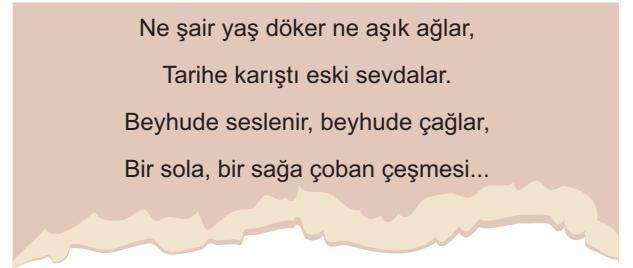 Ne şair yaş döker ne aşık ağlar,
Tarihe karıştı eski sevdalar.
Beyhude seslenir, beyhude çağlar,
Bir sola, bir sağa çoban çeşmesi...